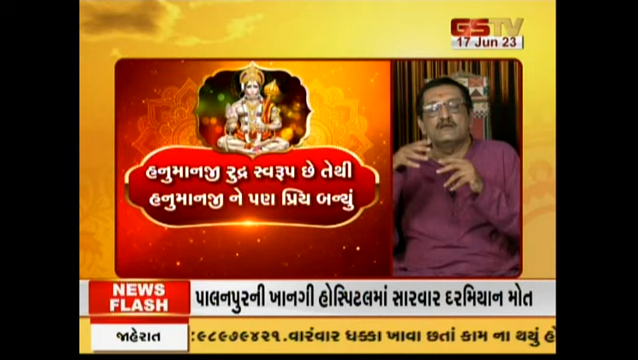 GSTV
17 Jun 23
હનુમાનજી રુદ્ર સ્વરૂપ છે તેથી
હનુમાનજી ને પણ પ્રિય બન્યું
NEWS
FLASH
પાલનપુરની ખાનગી હોસ્પિટલમાં સારવાર દરમિયાન મોત
જાહેરાત
:૯૮૯૭૯૪૨૧.વારંવાર ધક્કા ખાવા છતાં કામ ના થયું